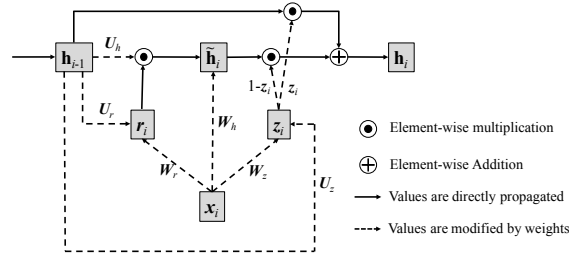 h_{i-1}
U_h
h̃_i
h_i
1-z_i
z_i
U_r
r_i
W_h
z_i
Element-wise multiplication
W_r
W_z
U_z
Element-wise Addition
x_i
Values are directly propagated
Values are modified by weights